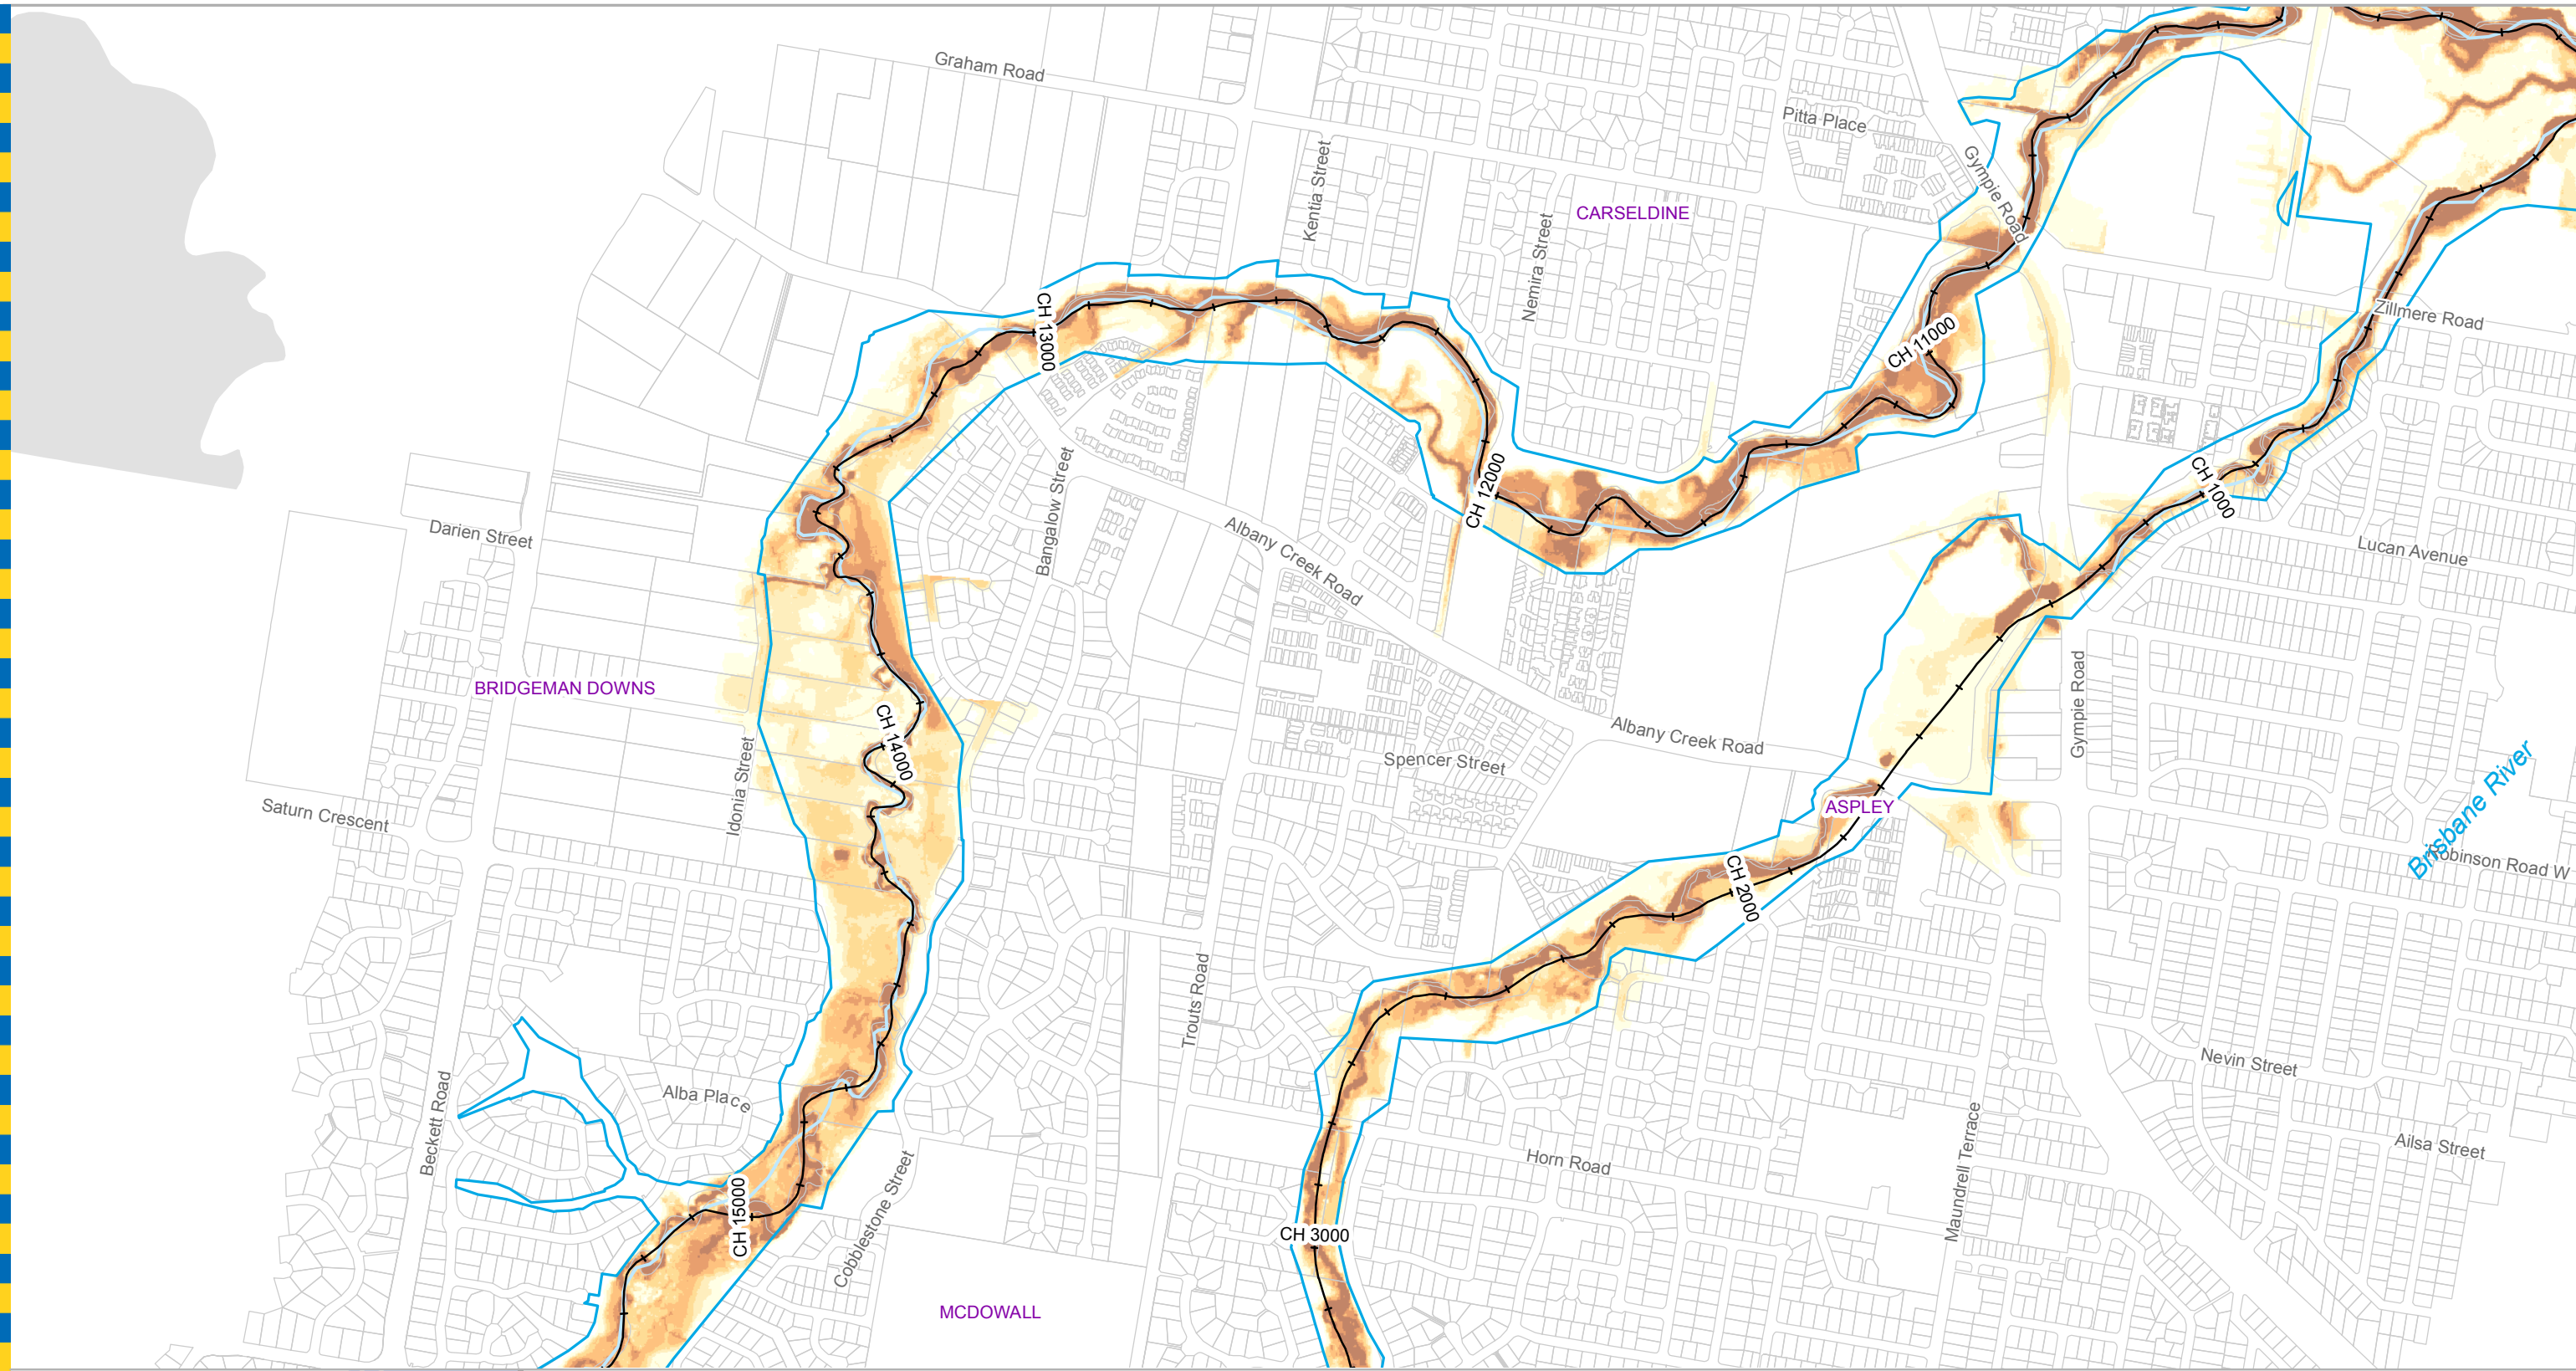 Graham Road
Pitta Place
Gympie Road
Kentia Street
CARSELDINE
Nemira Street
CH 13000
Zillmere Road
CH 11000
CH 12000
CH 1000
Bangalow Street
Darien Street
Albany Creek Road
Lucan Avenue
BRIDGEMAN DOWNS
CH 14000
Gympie Road
Albany Creek Road
Spencer Street
Idonia Street
Saturn Crescent
ASPLEY
Brisbane River
Robinson Road W
CH 2000
Trouts Road
Nevin Street
Alba Place
Beckett Road
Horn Road
Maundrell Terrace
Ailsa Street
CH 15000
Cobblestone Street
CH 3000
MCDOWALL